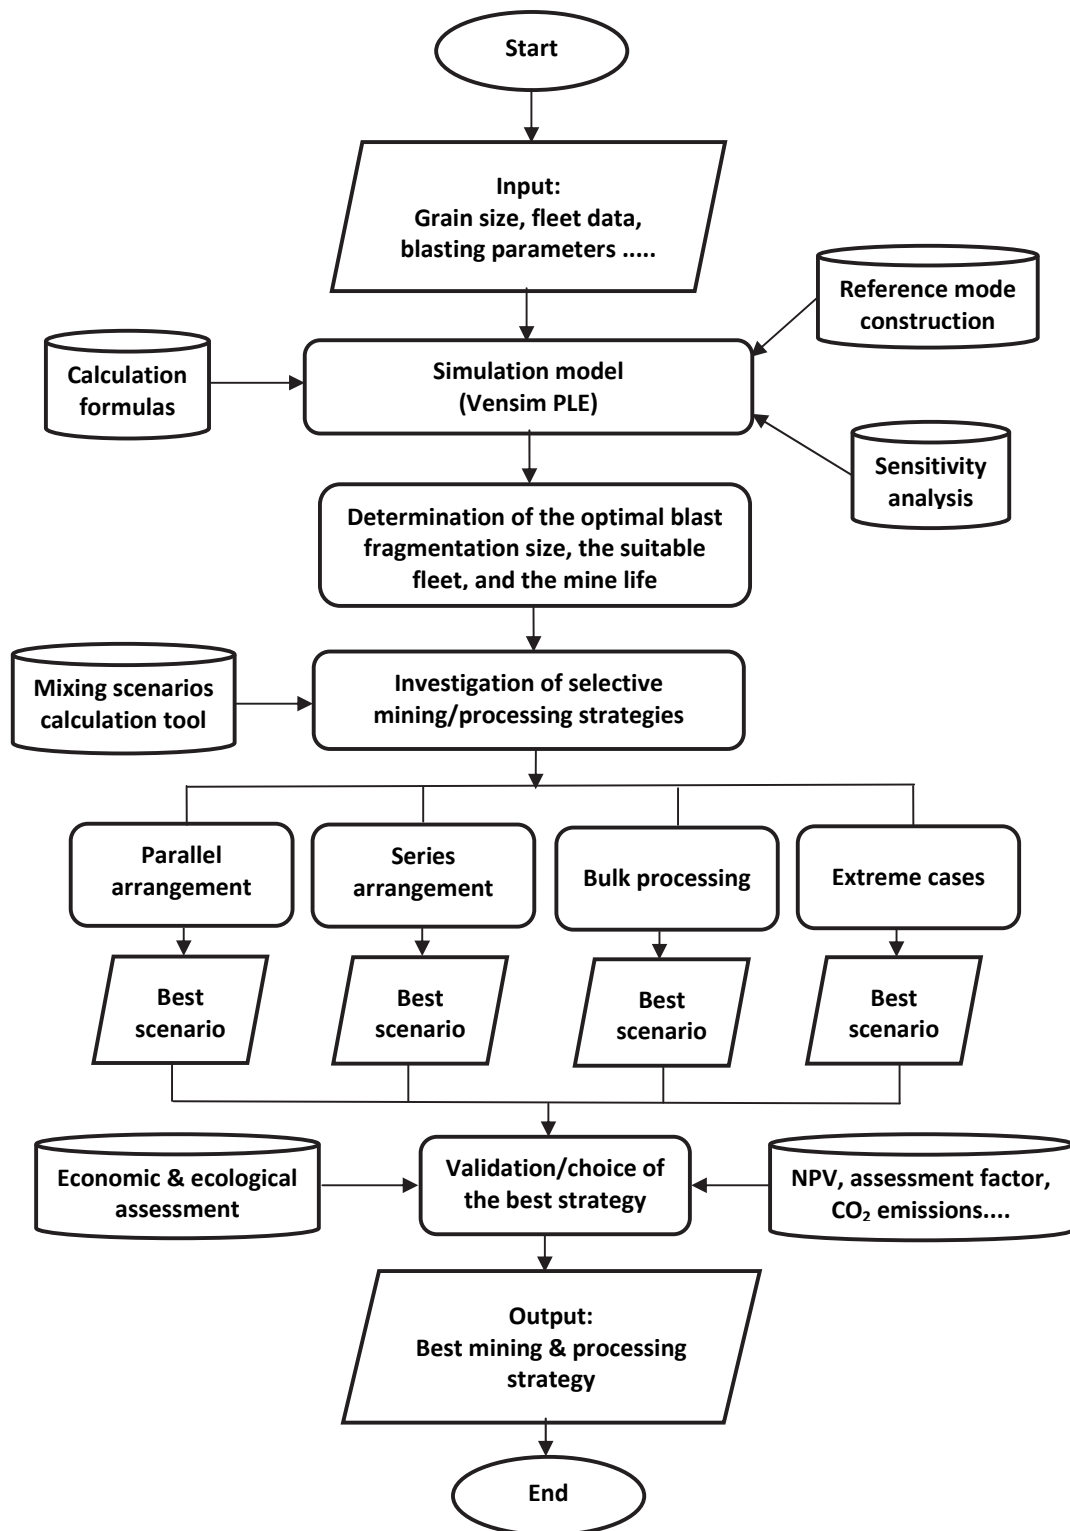 Start
Input:
Grain size, fleet data,
blasting parameters .....
Reference mode
construction
Calculation
formulas
Simulation model
(Vensim PLE)
Sensitivity
analysis
Determination of the optimal blast
fragmentation size, the suitable
fleet, and the mine life
Mixing scenarios
calculation tool
Investigation of selective
mining/processing strategies
Parallel
arrangement
Series
arrangement
Bulk processing
Extreme cases
Best
scenario
Best
scenario
Best
scenario
Best
scenario
Economic & ecological
assessment
Validation/choice of
the best strategy
NPV, assessment factor,
CO₂ emissions....
Output:
Best mining & processing
strategy
End